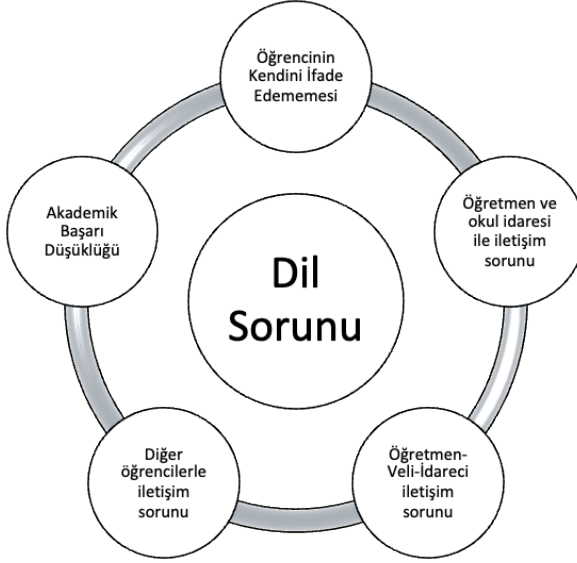 Öğrencinin
Kendini İfade
Edememesi
Öğretmen ve
okul idaresi
ile iletişim
sorunu
Öğretmen-
Veli-İdareci
iletişim
sorunu
Diğer
öğrencilerle
iletişim
sorunu
Akademik
Başarı
Düşüklüğü
Dil
Sorunu